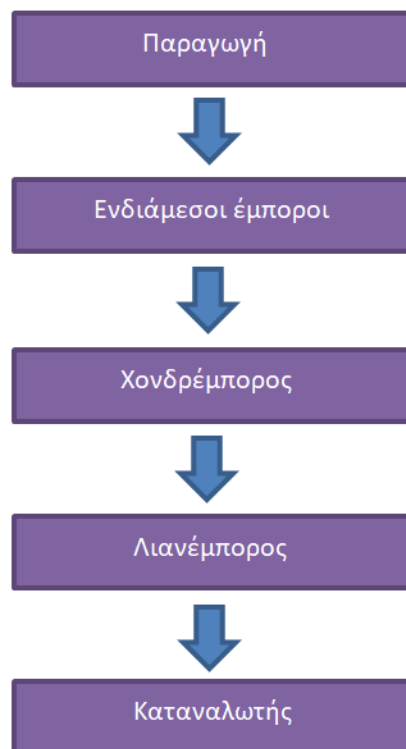 Παραγωγή
Ενδιάμεσοι έμποροι
Χονδρέμπορος
Λιανέμπορος
Καταναλωτής